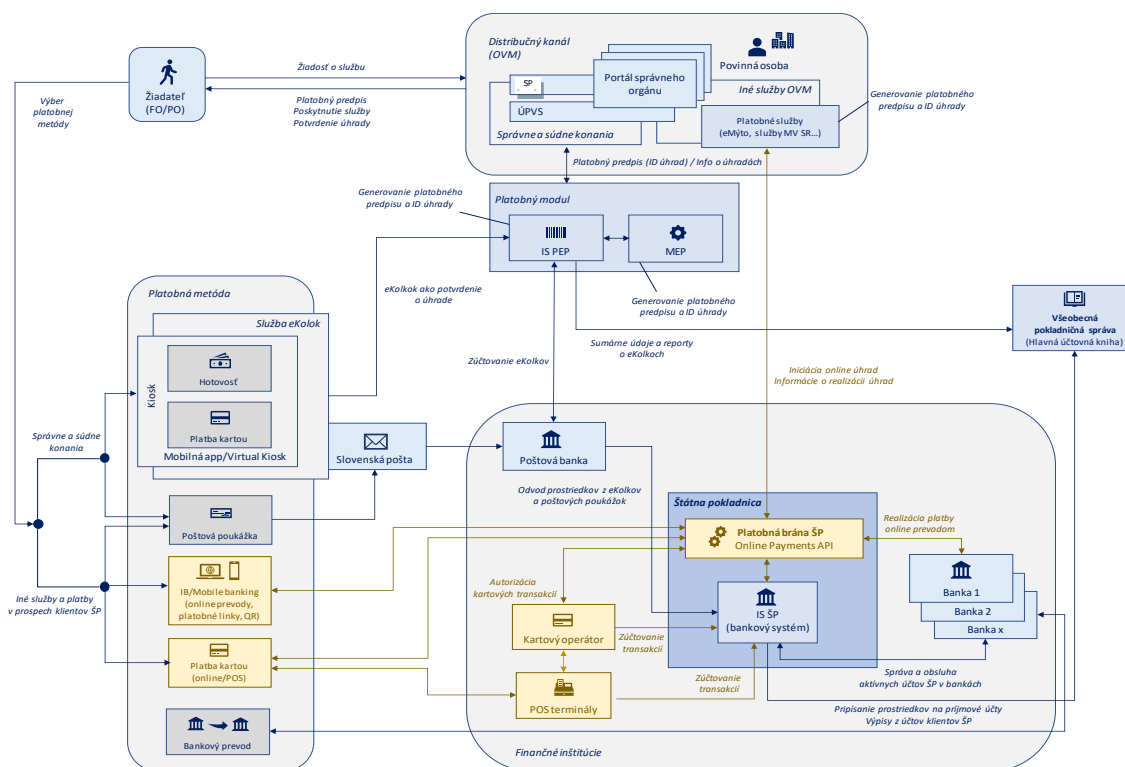 Distribučný kanál
(OVM)
Povinná osoba
Portál správneho
orgánu
SP
Iné služby OVM
ÚPVS
Správne a súdne konania
Platobné služby
(eMýto, služby MV SR...)
Generovanie platobného
predpisu a ID úhrady
Žiadateľ
(FO/PO)
Žiadosť o službu
Platobný predpis
Poskytnutie služby
Potvrdenie úhrady
Výber
platobnej
metódy
Platobný predpis (ID úhrad) / Info o úhradách
Generovanie platobného
predpisu a ID úhrady
Platobný modul
IS PEP
MEP
eKolkok ako potvrdenie
o úhrade
Generovanie platobného
predpisu a ID úhrady
Všeobecná
pokladničná správa
(Hlavná účtovná kniha)
Sumárne údaje a reporty
o eKolkoch
Zúčtovanie eKolkov
Iniciácia online úhrad
Informácie o realizácii úhrad
Platobná metóda
Služba eKolok
Kiosk
Hotovosť
Platba kartou
Mobilná app/Virtual Kiosk
Správne a súdne
konania
Slovenská pošta
Poštová banka
Odvod prostriedkov z eKolkov
a poštových poukážok
Poštová poukážka
Štátna pokladnica
Platobná brána ŠP
Online Payments API
Realizácia platby
online prevodom
IB/Mobile banking
(online prevody,
platobné linky, QR)
Iné služby a platby
v prospech klientov ŠP
Autorizácia
kartových transakcií
Kartový operátor
Zúčtovanie
transakcií
IS ŠP
(bankový systém)
Banka 1
Banka 2
Banka x
Platba kartou
(online/POS)
POS terminály
Zúčtovanie
transakcií
Správa a obsluha
aktívnych účtov ŠP v bankách
Pripísanie prostriedkov na príjmové účty
Výpisy z účtov klientov ŠP
Bankový prevod
Finančné inštitúcie